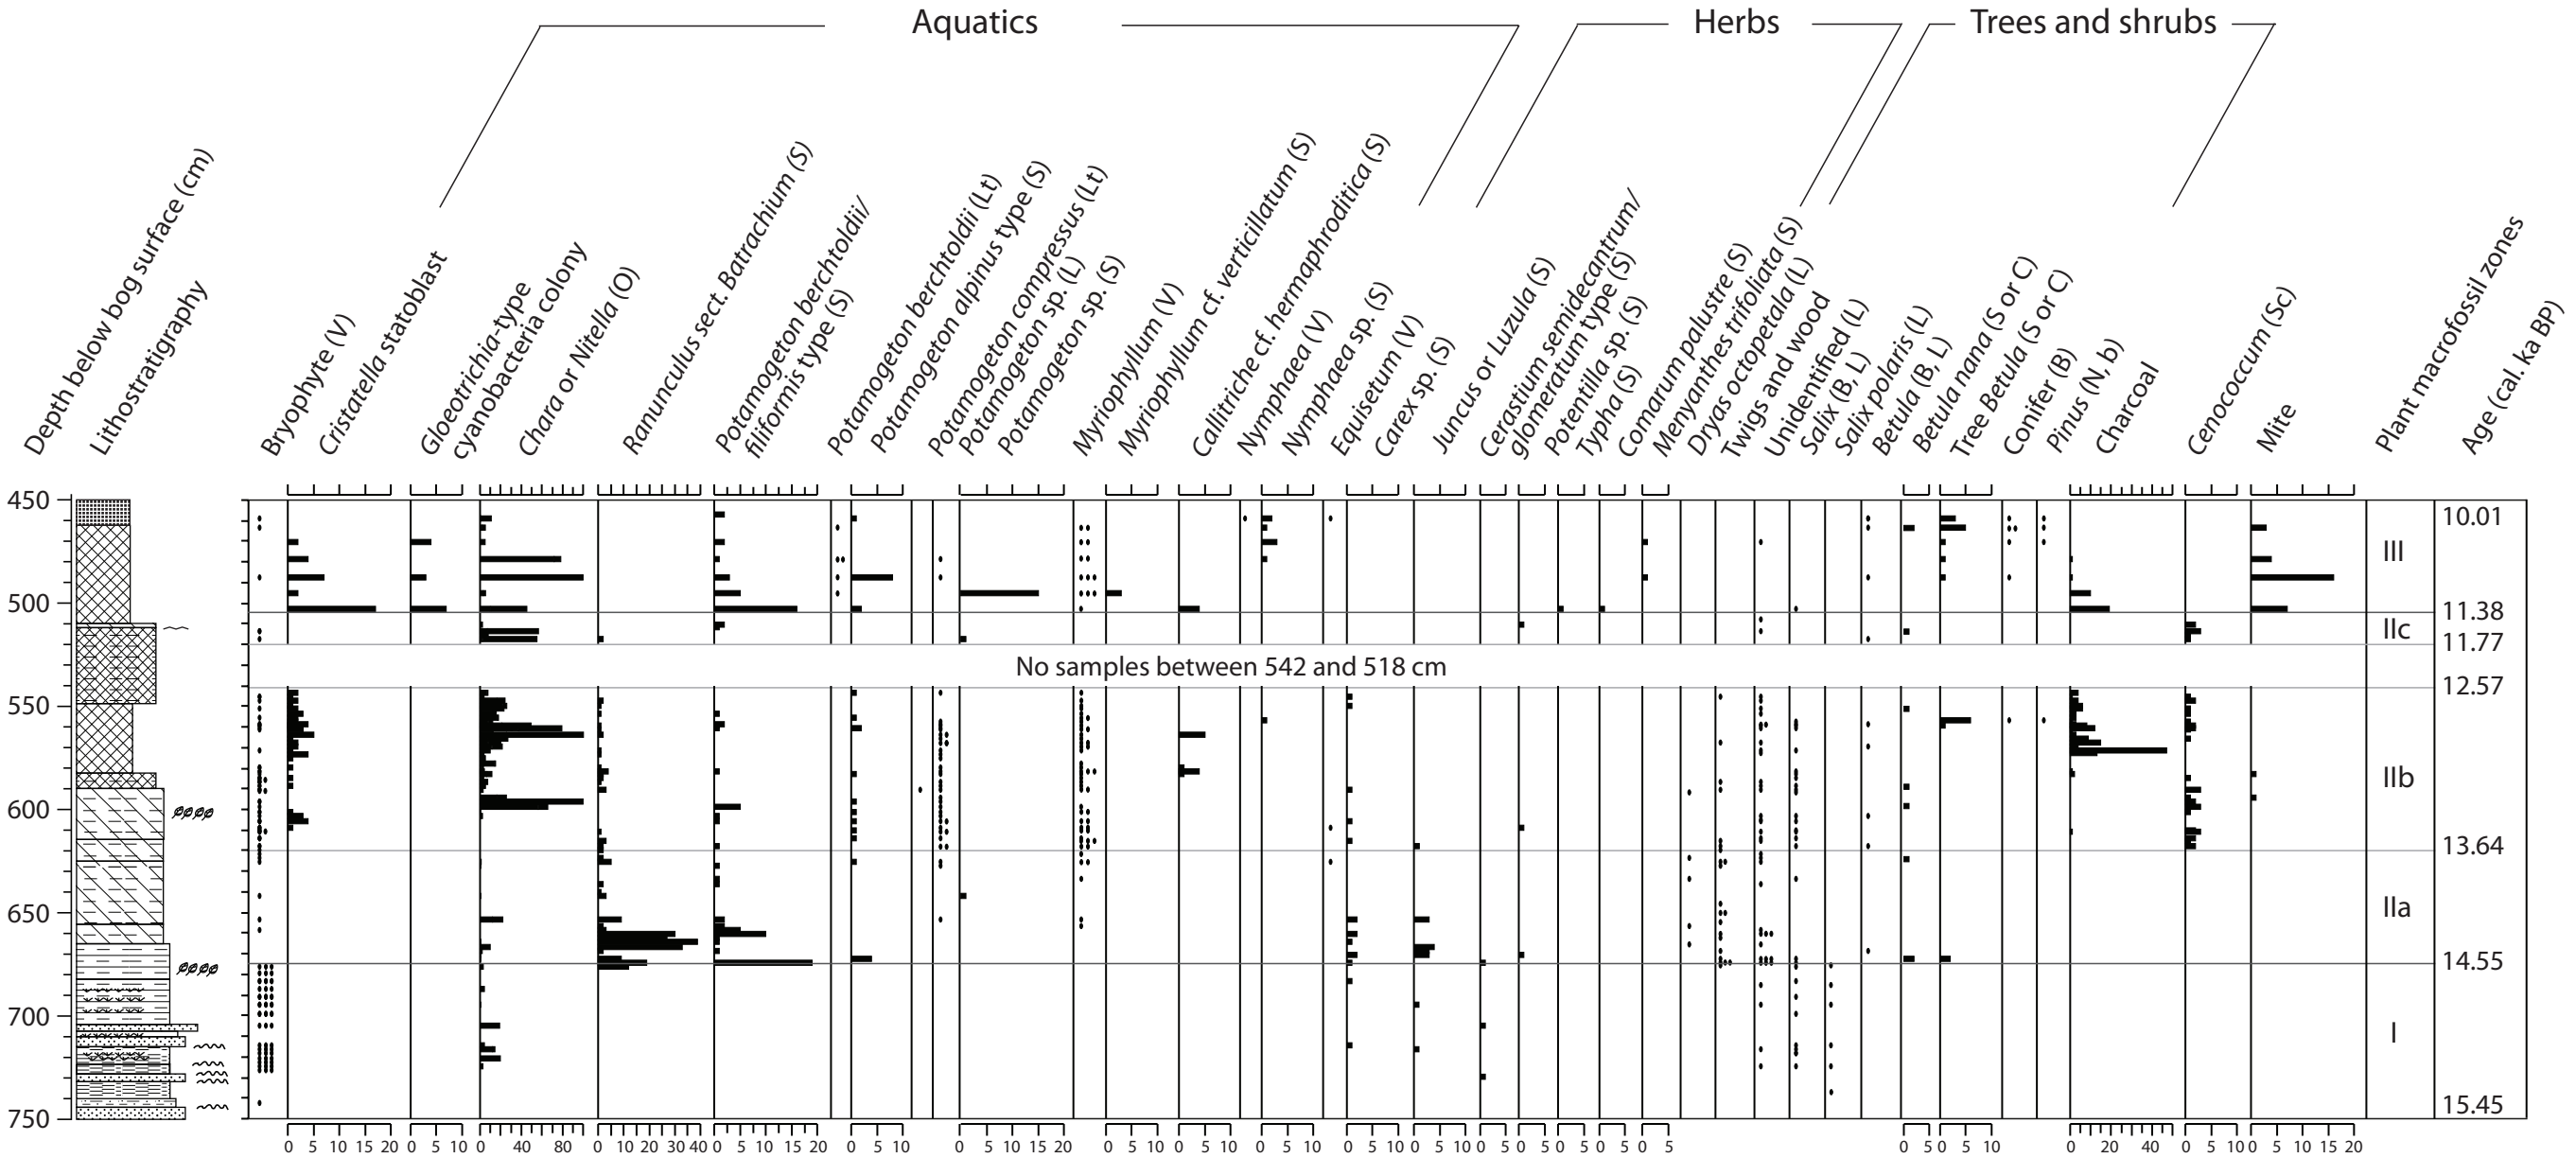 Aquatics
Herbs
Trees and shrubs
Depth below bog surface (cm)
Lithostratigraphy
Bryophyte (V)
Cristatella statoblast
Gloeotrichia-type
cyanobacteria colony
Chara or Nitella (O)
Ranunculus sect. Batrachium (S)
Potamogeton berchtoldii/
filiformis type (S)
Potamogeton berchtoldii (Lt)
Potamogeton alpinus type (S)
Potamogeton compressus (Lt)
Potamogeton sp. (L)
Potamogeton sp. (S)
Myriophyllum (V)
Myriophyllum cf. verticillatum (S)
Callitriche cf. hermaphroditica (S)
Nymphaea (V)
Nymphaea sp. (S)
Equisetum (V)
Carex sp. (S)
Juncus or Luzula (S)
Cerastium semidecantrum/
glomeratum type (S)
Potentilla sp. (S)
Typha (S)
Comarum palustre (S)
Menyanthes trifoliata (S)
Dryas octopetala (L)
Twigs and wood
Unidentified (L)
Salix (B, L)
Salix polaris (L)
Betula (B, L)
Betula nana (S or C)
Tree Betula (S or C)
Conifer (B)
Pinus (N, b)
Charcoal
Cenococcum (Sc)
Mite
Plant macrofossil zones
Age (cal. ka BP)
450
10.01
III
500
11.38
IIc
11.77
No samples between 542 and 518 cm
12.57
550
IIb
600
13.64
650
IIa
14.55
700
I
15.45
750
0 5 10 15 20 0 5 10 0 40 80 0 10 20 30 40 0 5 10 15 20 0 5 10 0 5 10 15 20 0 5 10 0 5 10 0 5 10 0 5 10 0 5 10 0 5 0 5 0 5 0 5 0 5 0 5 0 5 10 0 20 40 0 5 10 0 5 10 15 20